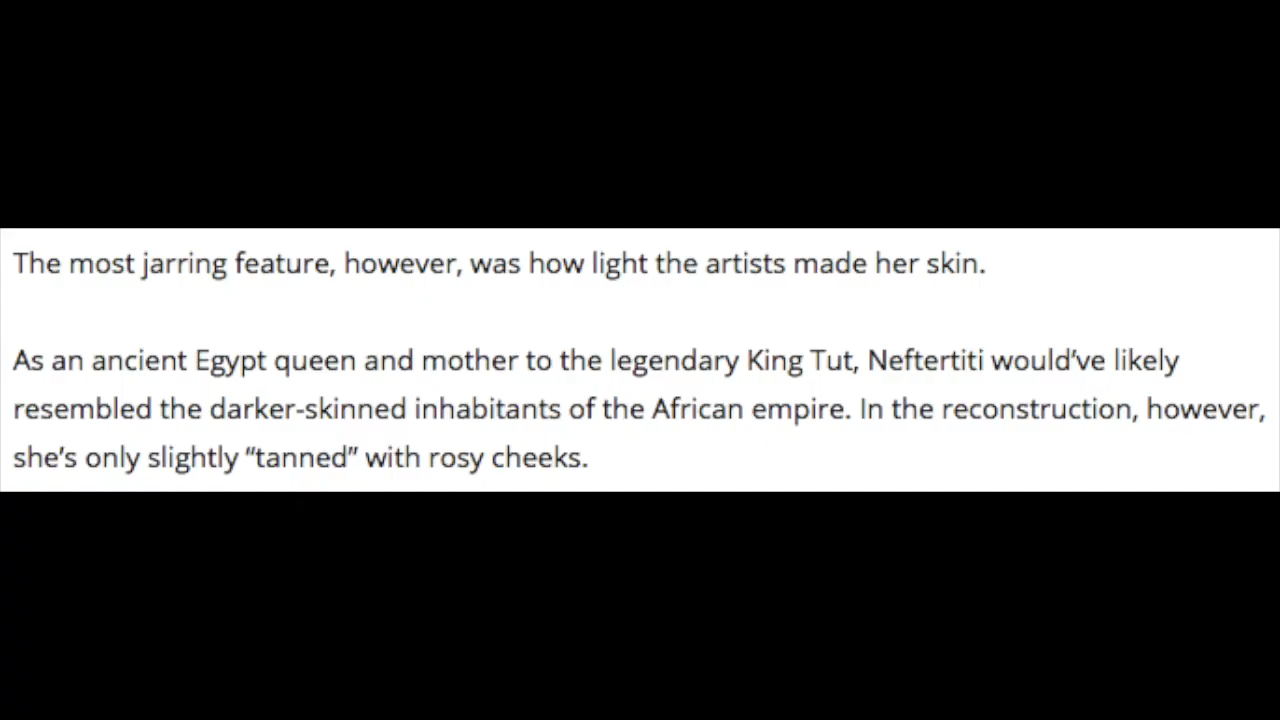 The most jarring feature, however, was how light the artists made her skin.
As an ancient Egypt queen and mother to the legendary King Tut, Neftertiti would’ve likely
resembled the darker-skinned inhabitants of the African empire. In the reconstruction, however,
she’s only slightly “tanned” with rosy cheeks.